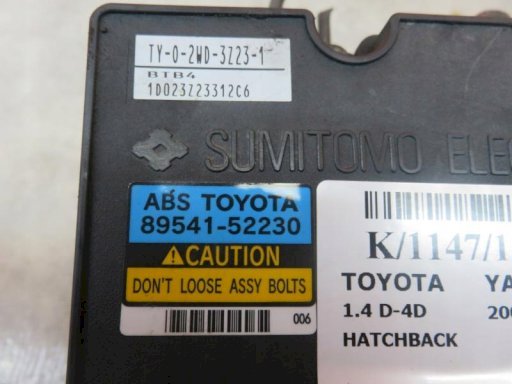 TY-0-2WD-3Z23-1
BTB4
1D023Z23312C6
SUMITOMO
ABS TOYOTA
89541-52230
⚠CAUTION
DON'T LOOSE ASSY BOLTS
006
K/1147/1
TOYOTA
1.4 D-4D
HATCHBACK